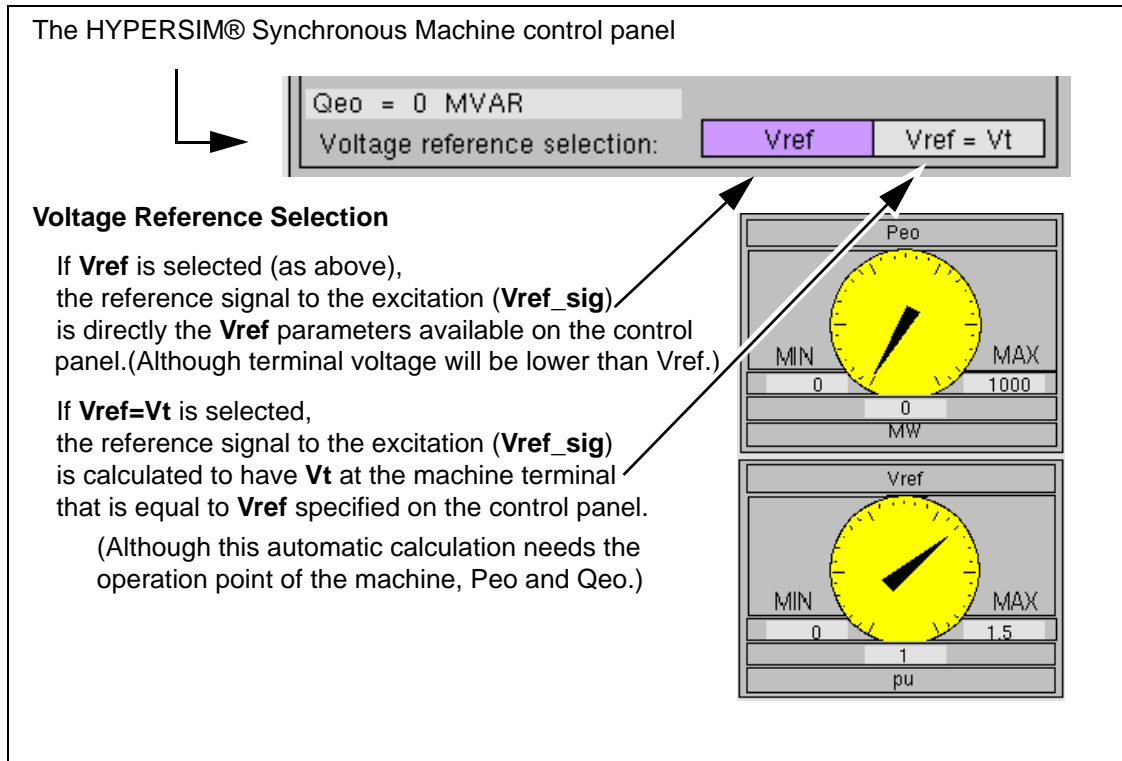 The HYPERSIM® Synchronous Machine control panel
Qeo = 0 MVAR
Voltage reference selection:
Vref
Vref = Vt
Voltage Reference Selection
If Vref is selected (as above),
the reference signal to the excitation (Vref_sig)
is directly the Vref parameters available on the control
panel.(Although terminal voltage will be lower than Vref.)
If Vref=Vt is selected,
the reference signal to the excitation (Vref_sig)
is calculated to have Vt at the machine terminal
that is equal to Vref specified on the control panel.
(Although this automatic calculation needs the
operation point of the machine, Peo and Qeo.)
Peo
MIN
MAX
0
1000
0
MW
Vref
MIN
MAX
0
1.5
1
pu